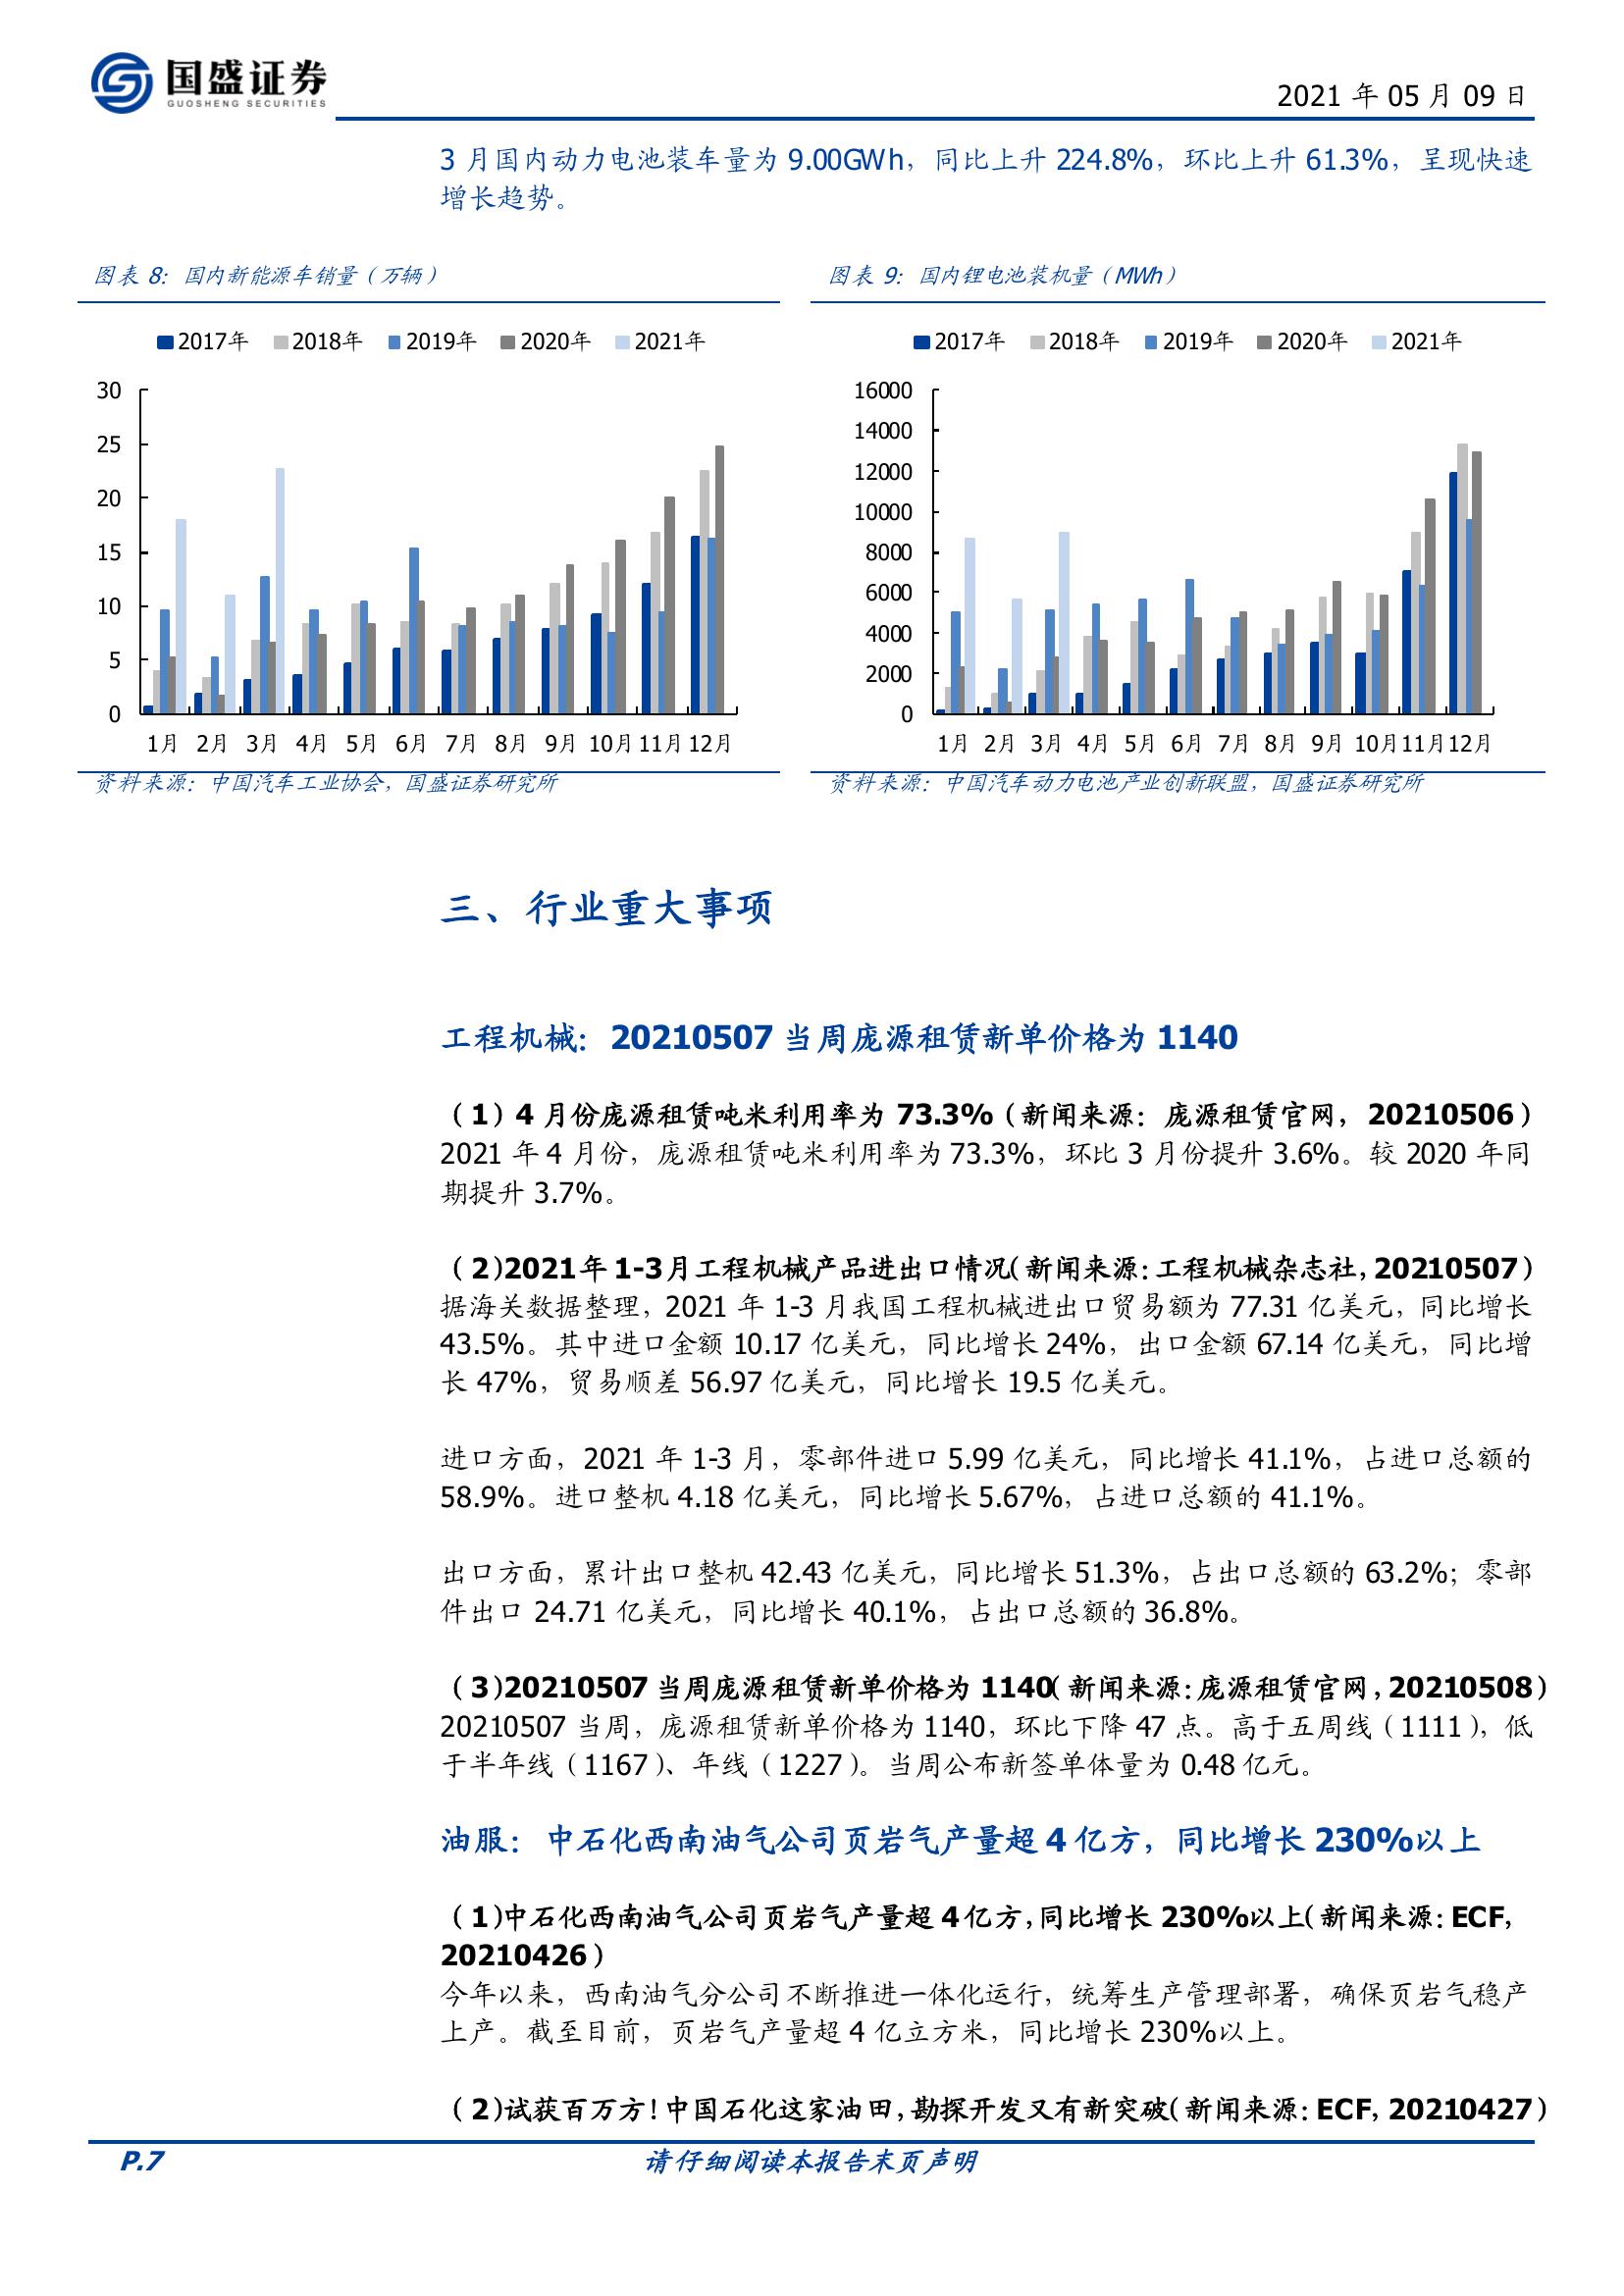 国盛证券
GUOSHENG SECURITIES
2021 年 05 月 09 日
3 月国内动力电池装车量为 9.00GWh，同比上升 224.8%，环比上升 61.3%，呈现快速
增长趋势。
图表 8：国内新能源车销量（万辆）
2017年 2018年 2019年 2020年 2021年
30
25
20
15
10
5
0
1月 2月 3月 4月 5月 6月 7月 8月 9月 10月 11月 12月
资料来源：中国汽车工业协会，国盛证券研究所
图表 9：国内锂电池装机量（MWh）
2017年 2018年 2019年 2020年 2021年
16000
14000
12000
10000
8000
6000
4000
2000
0
1月 2月 3月 4月 5月 6月 7月 8月 9月 10月 11月 12月
资料来源：中国汽车动力电池产业创新联盟，国盛证券研究所
三、行业重大事项
工程机械：20210507 当周庞源租赁新单价格为 1140
（1）4 月份庞源租赁吨米利用率为 73.3%（新闻来源：庞源租赁官网，20210506）
2021 年 4 月份，庞源租赁吨米利用率为 73.3%，环比 3 月份提升 3.6%。较 2020 年同
期提升 3.7%。
（2）2021 年 1-3 月工程机械产品进出口情况（新闻来源：工程机械杂志社，20210507）
据海关数据整理，2021 年 1-3 月我国工程机械进出口贸易额为 77.31 亿美元，同比增长
43.5%。其中进口金额 10.17 亿美元，同比增长 24%，出口金额 67.14 亿美元，同比增
长 47%，贸易顺差 56.97 亿美元，同比增长 19.5 亿美元。
进口方面，2021 年 1-3 月，零部件进口 5.99 亿美元，同比增长 41.1%，占进口总额的
58.9%。进口整机 4.18 亿美元，同比增长 5.67%，占进口总额的 41.1%。
出口方面，累计出口整机 42.43 亿美元，同比增长 51.3%，占出口总额的 63.2%；零部
件出口 24.71 亿美元，同比增长 40.1%，占出口总额的 36.8%。
（3）20210507 当周庞源租赁新单价格为 1140（新闻来源：庞源租赁官网，20210508）
20210507 当周，庞源租赁新单价格为 1140，环比下降 47 点。高于五周线（1111），低
于半年线（1167）、年线（1227）。当周公布新签单体量为 0.48 亿元。
油服：中石化西南油气公司页岩气产量超 4 亿方，同比增长 230%以上
（1）中石化西南油气公司页岩气产量超 4 亿方，同比增长 230%以上（新闻来源：ECF，
20210426）
今年以来，西南油气分公司不断推进一体化运行，统筹生产管理部署，确保页岩气稳产
上产。截至目前，页岩气产量超 4 亿立方米，同比增长 230%以上。
（2）试获百万方！中国石化这家油田，勘探开发又有新突破（新闻来源：ECF，20210427）
P.7
请仔细阅读本报告末页声明